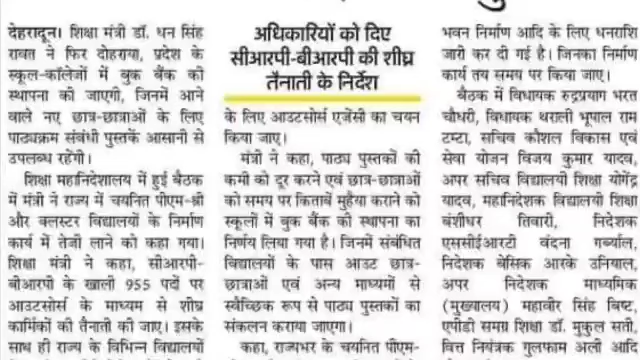 देहरादून। शिक्षा मंत्री डॉ. धन सिंह
रावत ने फिर दोहराया, प्रदेश के
स्कूल-कॉलेजों में बुक बैंक की
स्थापना की जाएगी, जिनमें आने
वाले नए छात्र-छात्राओं के लिए
पाठ्यक्रम संबंधी पुस्तकें आसानी से
उपलब्ध रहेंगी।
शिक्षा महानिदेशालय में हुई बैठक
में मंत्री ने राज्य में चयनित पीएम-श्री
और क्लस्टर विद्यालयों के निर्माण
कार्य में तेजी लाने को कहा गया।
शिक्षा मंत्री ने कहा, सीआरपी-
बीआरपी के खाली 955 पदों पर
आउटसोर्स के माध्यम से शीघ्र
कार्मिकों की तैनाती की जाए। इसके
साथ ही राज्य के विभिन्न विद्यालयों
अधिकारियों को दिए
सीआरपी-बीआरपी की शीघ्र
तैनाती के निर्देश
के लिए आउटसोर्स एजेंसी का चयन
किया जाए।
मंत्री ने कहा, पाठ्य पुस्तकों की
कमी को दूर करने एवं छात्र-छात्राओं
को समय पर किताबें मुहैया कराने को
स्कूलों में बुक बैंक की स्थापना का
निर्णय लिया गया है। जिनमें संबंधित
विद्यालयों के पास आउट छात्र-
छात्राओं एवं अन्य माध्यमों से
स्वैच्छिक रूप से पाठ्य पुस्तकों का
संकलन कराया जाएगा।
कहा, राज्यभर के चयनित पीएम-
भवन निर्माण आदि के लिए धनराशि
जारी कर दी गई है। जिनका निर्माण
कार्य तय समय पर किया जाए।
बैठक में विधायक रुद्रप्रयाग भरत
चौधरी, विधायक थराली भूपाल राम
टम्टा, सचिव कौशल विकास एवं
सेवा योजन विजय कुमार यादव,
अपर सचिव विद्यालयी शिक्षा योगेंद्र
यादव, महानिदेशक विद्यालयी शिक्षा
बंशीधर तिवारी, निदेशक
एससीईआरटी वंदना गर्ब्याल,
निदेशक बेसिक आरके उनियाल,
अपर निदेशक माध्यमिक
(मुख्यालय) महावीर सिंह बिष्ट,
एपीडी समग्र शिक्षा डॉ. मुकुल सती,
वित्त नियंत्रक गुलफाम अली आदि